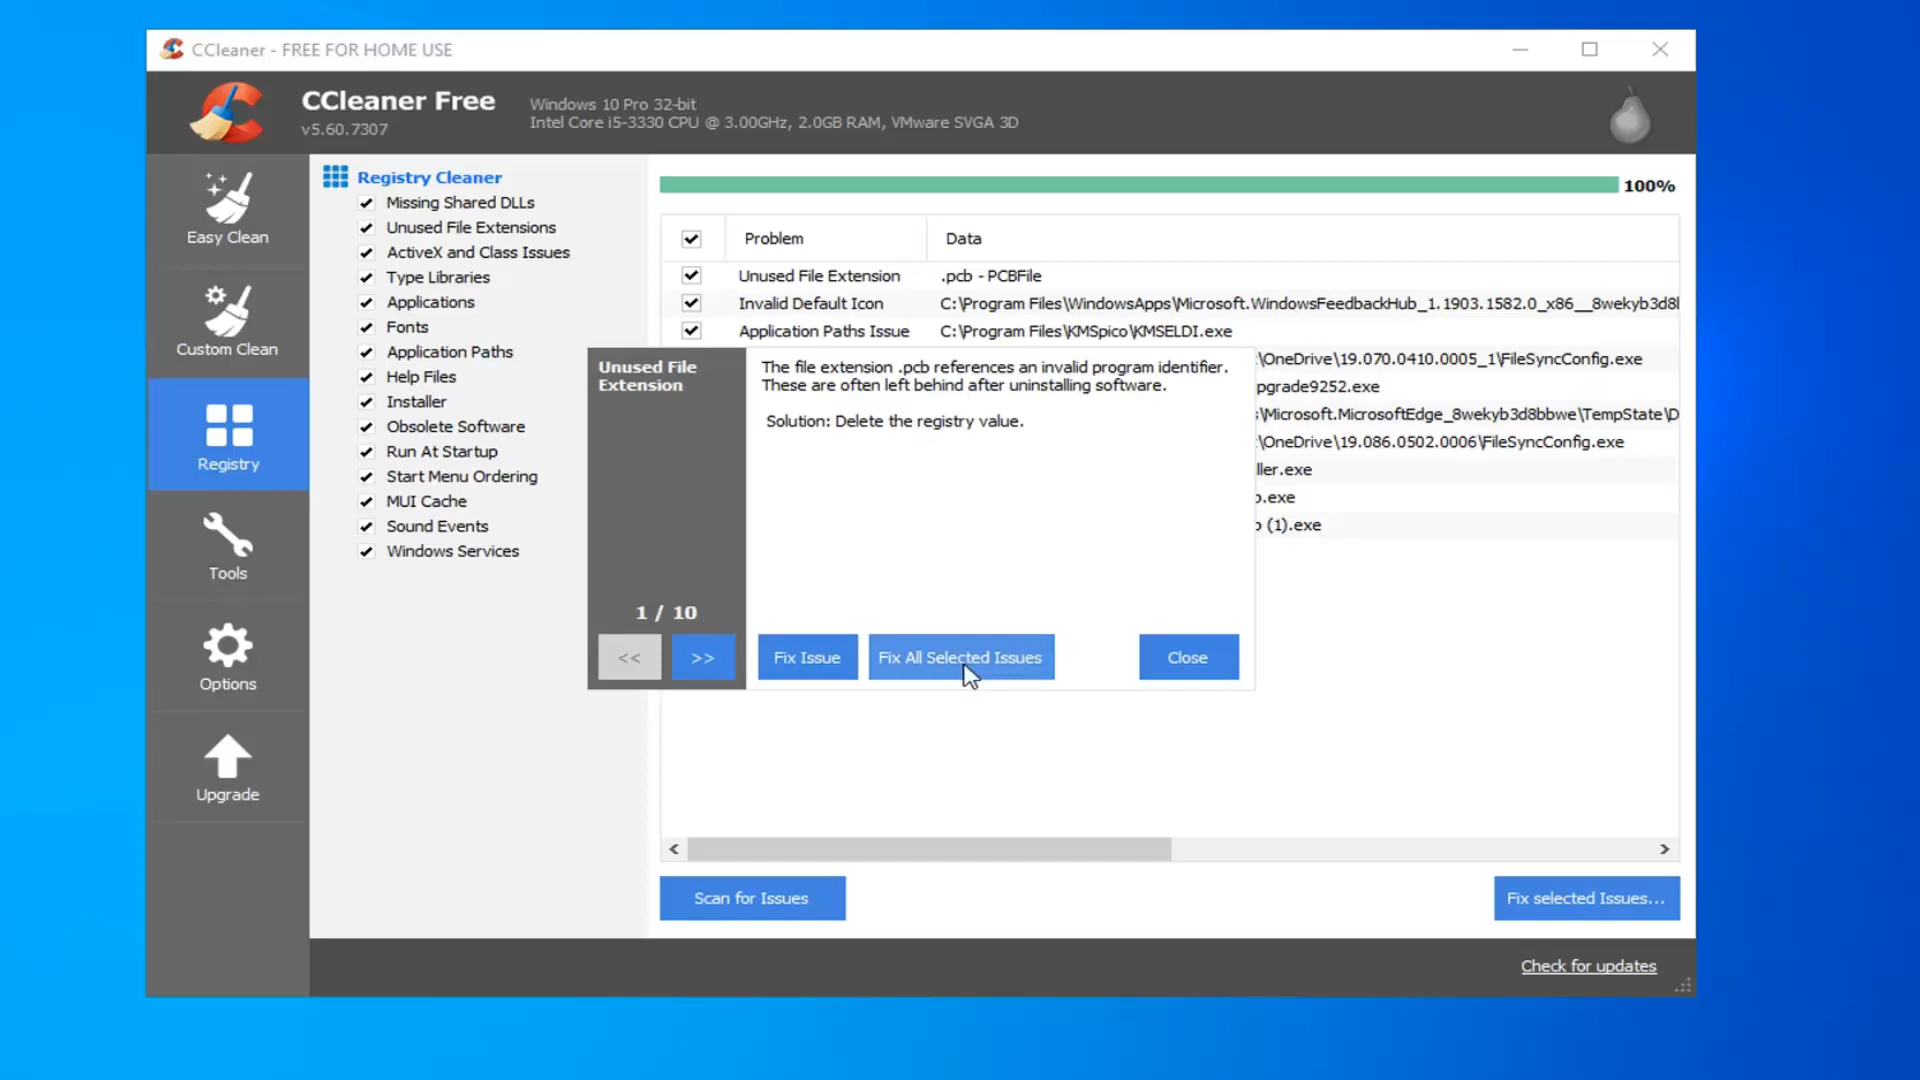 CCleaner - FREE FOR HOME USE
CCleaner Free
v5.60.7307
Windows 10 Pro 32-bit
Intel Core i5-3330 CPU @ 3.00GHz, 2.0GB RAM, VMware SVGA 3D
Easy Clean
Custom Clean
Registry
Tools
Options
Upgrade
Registry Cleaner
Missing Shared DLLs
Unused File Extensions
ActiveX and Class Issues
Type Libraries
Applications
Fonts
Application Paths
Help Files
Installer
Obsolete Software
Run At Startup
Start Menu Ordering
MUI Cache
Sound Events
Windows Services
100%
Problem Data
Unused File Extension .pcb - PCBFile
Invalid Default Icon C:\Program Files\WindowsApps\Microsoft.WindowsFeedbackHub_1.1903.1582.0_x86__8wekyb3d8l
Application Paths Issue C:\Program Files\KMSpico\KMSELDI.exe
:\OneDrive\19.070.0410.0005_1\FileSyncConfig.exe
pgrade9252.exe
s\Microsoft.MicrosoftEdge_8wekyb3d8bbwe\TempState\D
:\OneDrive\19.086.0502.0006\FileSyncConfig.exe
ller.exe
o.exe
o (1).exe
Unused File
Extension
The file extension .pcb references an invalid program identifier.
These are often left behind after uninstalling software.
Solution: Delete the registry value.
1 / 10
<< >>
Fix Issue
Fix All Selected Issues
Close
Scan for Issues
Fix selected Issues...
Check for updates